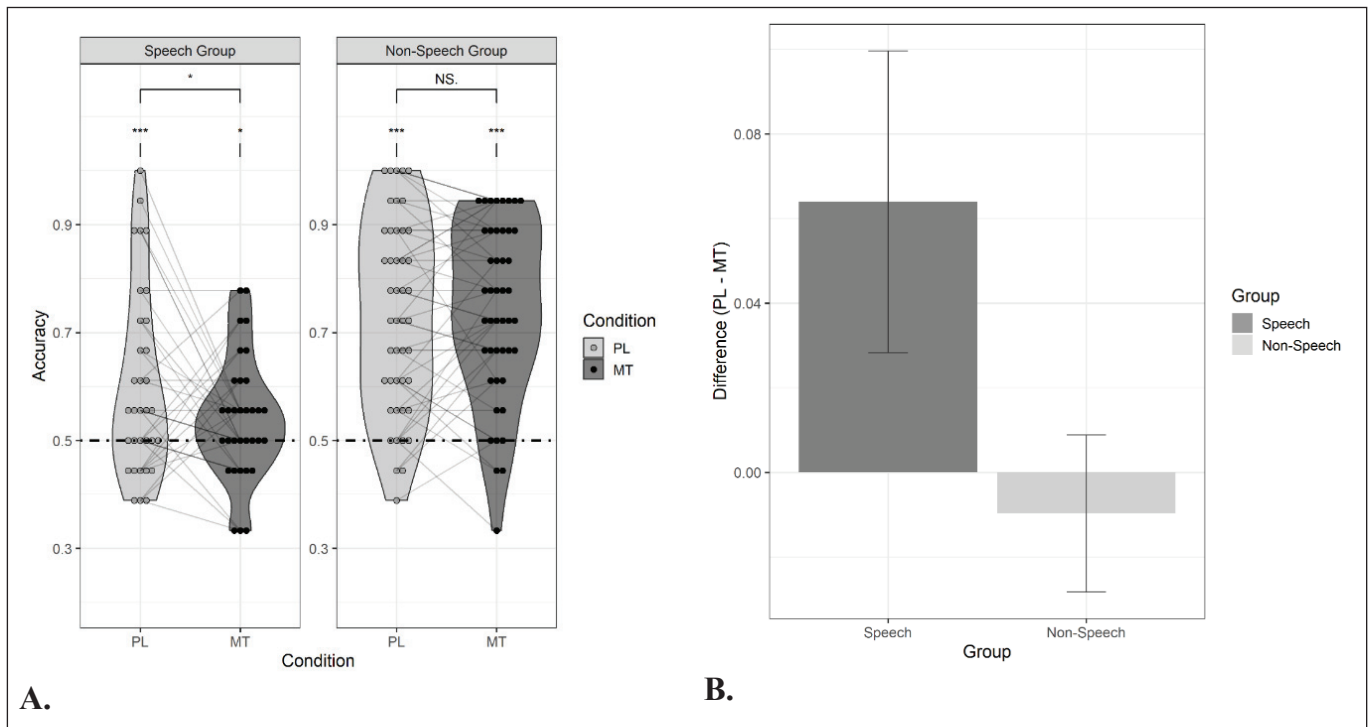 Speech Group
Non-Speech Group
*
NS.
***
*
***
***
0.9
0.7
0.5
0.3
0.9
0.7
0.5
0.3
Accuracy
PL
MT
PL
MT
Condition
Condition
PL
MT
A.
0.08
0.04
0.00
Difference (PL - MT)
Speech
Non-Speech
Group
Group
Speech
Non-Speech
B.